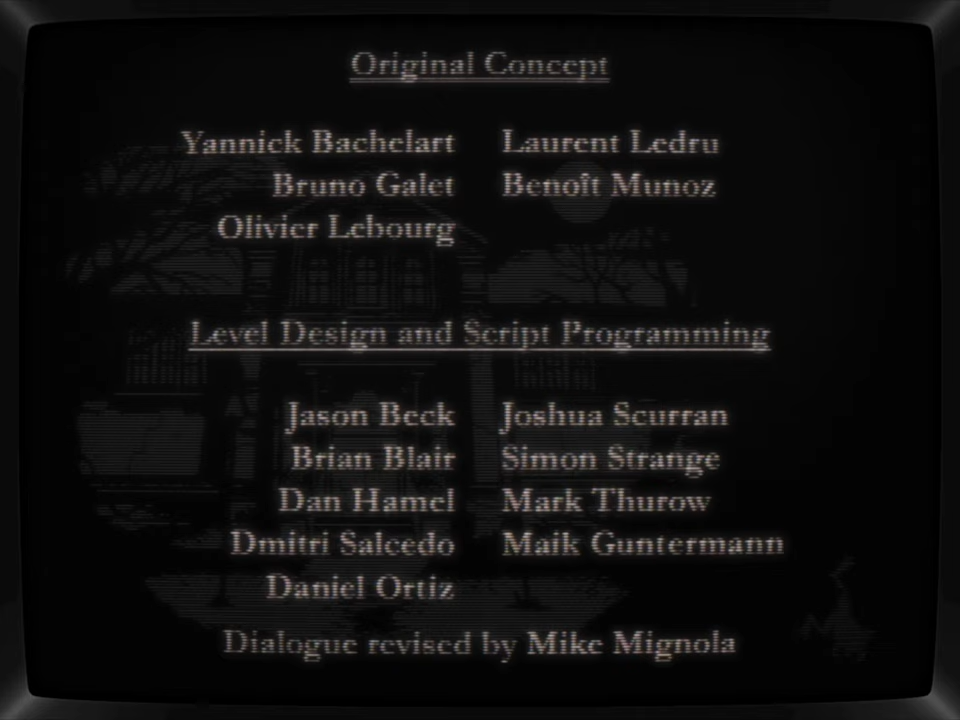 Original Concept
Yannick Bachelart Laurent Ledru
Bruno Galet Benoît Munoz
Olivier Lebourg
Level Design and Script Programming
Jason Beck Joshua Scurran
Brian Blair Simon Strange
Dan Hamel Mark Thurow
Dmitri Salcedo Maik Guntermann
Daniel Ortiz
Dialogue revised by Mike Mignola